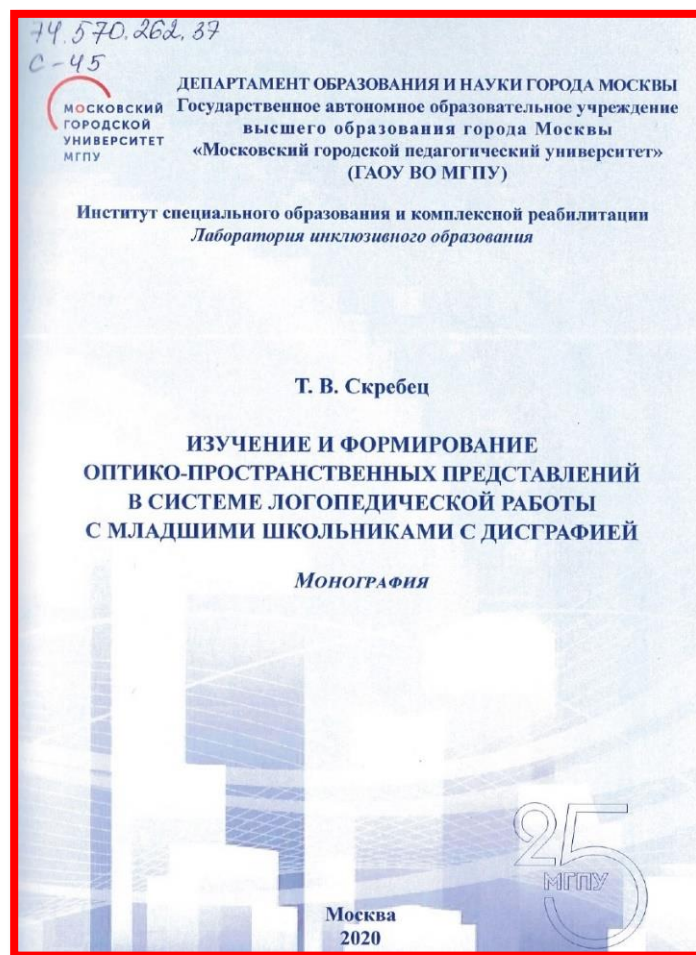 74.570.262.37
С-45
МОСКОВСКИЙ
ГОРОДСКОЙ
УНИВЕРСИТЕТ
МГПУ
ДЕПАРТАМЕНТ ОБРАЗОВАНИЯ И НАУКИ ГОРОДА МОСКВЫ
Государственное автономное образовательное учреждение
высшего образования города Москвы
«Московский городской педагогический университет»
(ГАОУ ВО МГПУ)
Институт специального образования и комплексной реабилитации
Лаборатория инклюзивного образования
Т. В. Скребец
ИЗУЧЕНИЕ И ФОРМИРОВАНИЕ
ОПТИКО-ПРОСТРАНСТВЕННЫХ ПРЕДСТАВЛЕНИЙ
В СИСТЕМЕ ЛОГОПЕДИЧЕСКОЙ РАБОТЫ
С МЛАДШИМИ ШКОЛЬНИКАМИ С ДИСГРАФИЕЙ
МОНОГРАФИЯ
25
МГПУ
Москва
2020